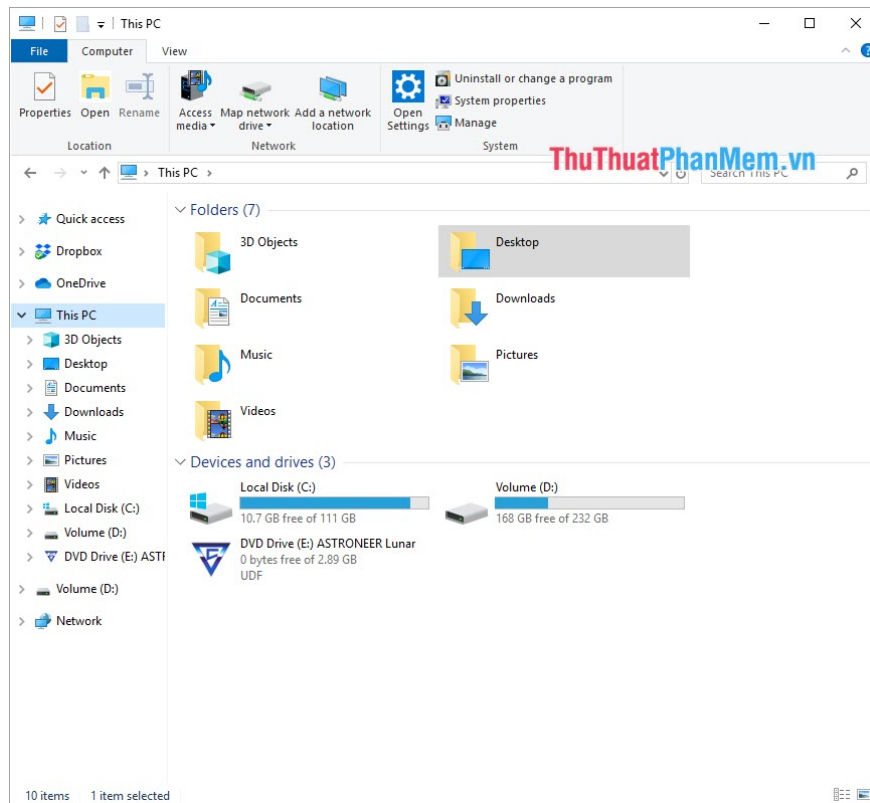 This PC
File Computer View
Properties Open Rename
Access media Map network drive Add a network location
Open Settings
Uninstall or change a program
System properties
Manage
Location Network System
ThuThuatPhanMem.vn
This PC
Search This PC
Quick access
Dropbox
OneDrive
This PC
3D Objects
Desktop
Documents
Downloads
Music
Pictures
Videos
Local Disk (C:)
Volume (D:)
DVD Drive (E:) AST
Volume (D:)
Network
Folders (7)
3D Objects
Desktop
Documents
Downloads
Music
Pictures
Videos
Devices and drives (3)
Local Disk (C:)
10.7 GB free of 111 GB
Volume (D:)
168 GB free of 232 GB
DVD Drive (E:) ASTRONEER Lunar
0 bytes free of 2.89 GB
UDF
10 items 1 item selected